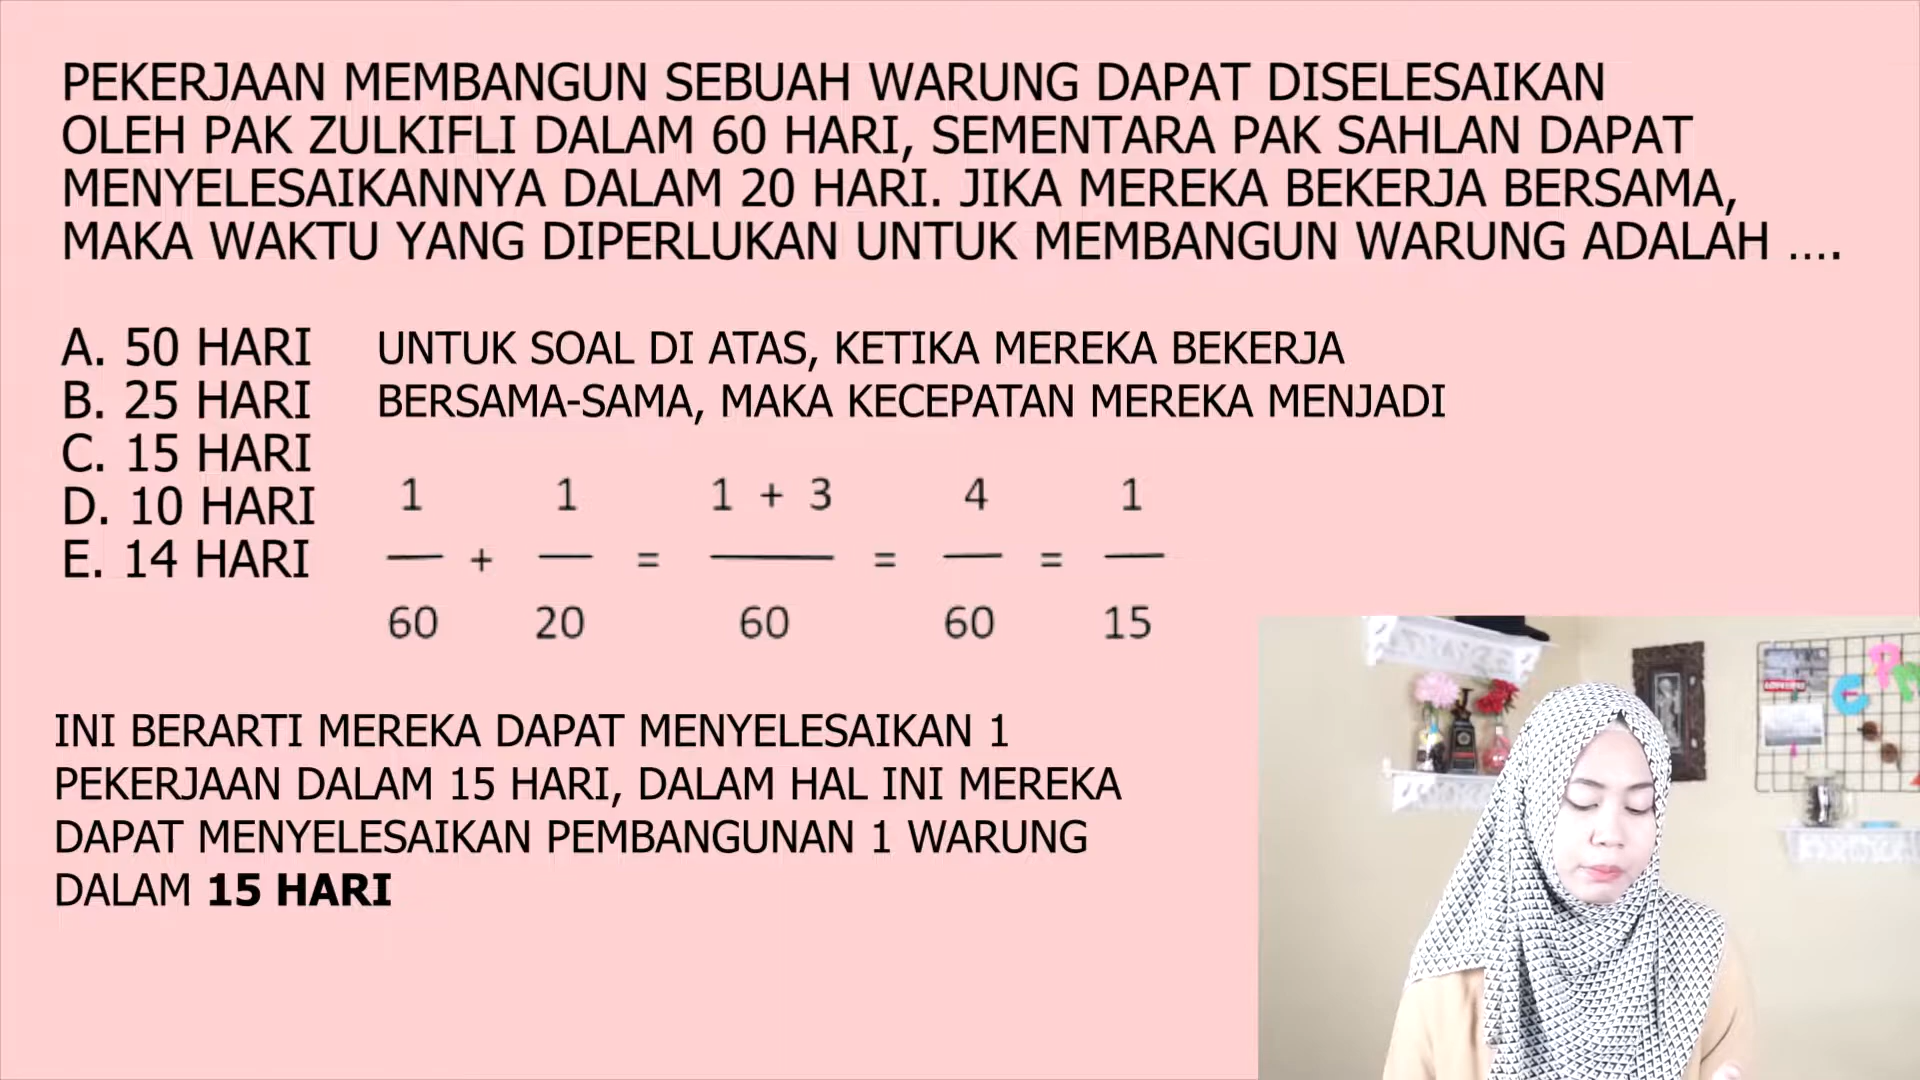 PEKERJAAN MEMBANGUN SEBUAH WARUNG DAPAT DISELESAIKAN
OLEH PAK ZULKIFLI DALAM 60 HARI, SEMENTARA PAK SAHLAN DAPAT
MENYELESAIKANNYA DALAM 20 HARI. JIKA MEREKA BEKERJA BERSAMA,
MAKA WAKTU YANG DIPERLUKAN UNTUK MEMBANGUN WARUNG ADALAH ....
A. 50 HARI
B. 25 HARI
C. 15 HARI
D. 10 HARI
E. 14 HARI
UNTUK SOAL DI ATAS, KETIKA MEREKA BEKERJA
BERSAMA-SAMA, MAKA KECEPATAN MEREKA MENJADI
1 1 1 + 3 4 1
+ = = =
60 20 60 60 15
INI BERARTI MEREKA DAPAT MENYELESAIKAN 1
PEKERJAAN DALAM 15 HARI, DALAM HAL INI MEREKA
DAPAT MENYELESAIKAN PEMBANGUNAN 1 WARUNG
DALAM 15 HARI